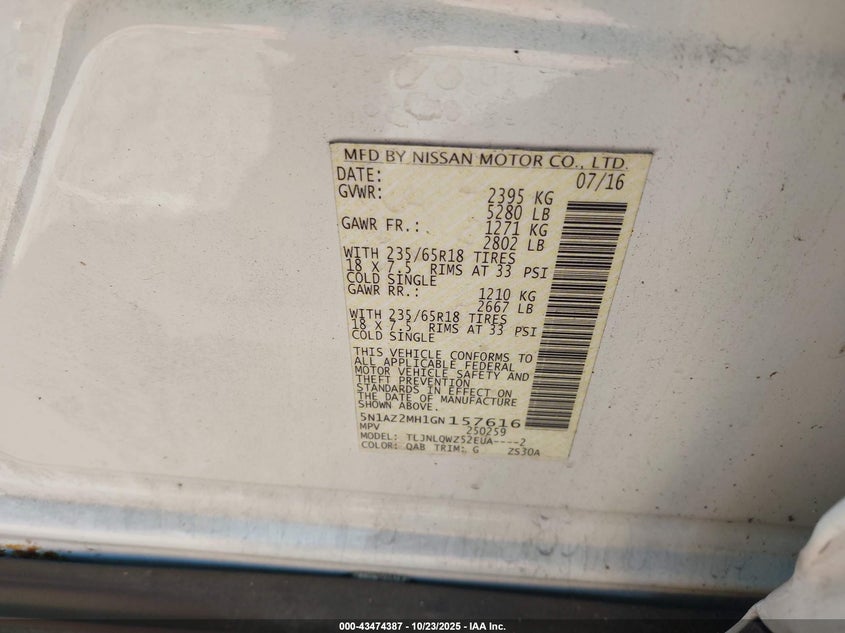 MFD BY NISSAN MOTOR CO., LTD.
DATE: 07/16
GVWR: 2395 KG
5280 LB
GAWR FR.: 1271 KG
2802 LB
WITH 235/65R18 TIRES
18 X 7.5 RIMS AT 33 PSI
COLD SINGLE
GAWR RR.: 1210 KG
2667 LB
WITH 235/65R18 TIRES
18 X 7.5 RIMS AT 33 PSI
COLD SINGLE
THIS VEHICLE CONFORMS TO
ALL APPLICABLE FEDERAL
MOTOR VEHICLE SAFETY AND
THEFT PREVENTION
STANDARDS IN EFFECT ON
THE DATE OF MANUFACTURE
SHOWN ABOVE.
5N1AZ2MH1GN157616
MPV 250259
MODEL: TLJNLQWZ52EUA----2
COLOR: QAB TRIM: G ZS30A
000-43474387 - 10/23/2025 - IAA Inc.